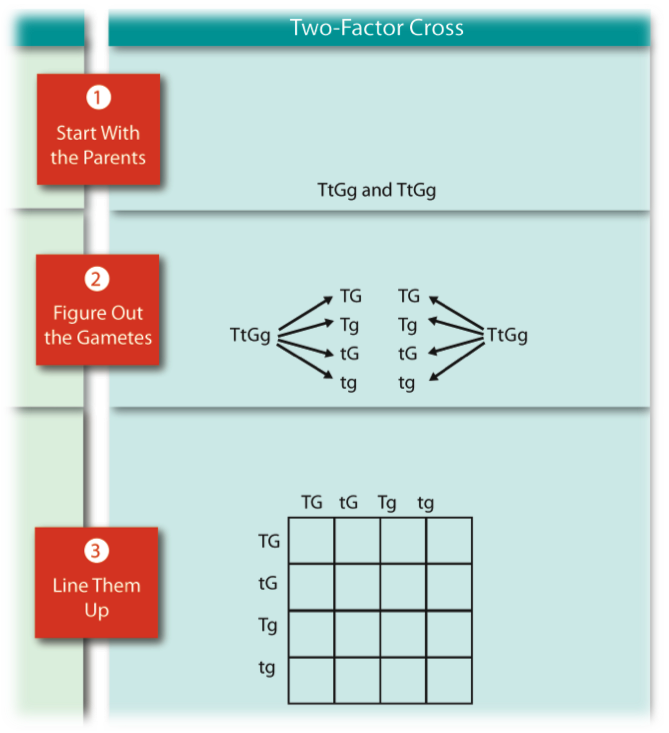 Two-Factor Cross
1
Start With
the Parents
TtGg and TtGg
2
Figure Out
the Gametes
TtGg
TG
Tg
tG
tg
TG
Tg
tG
tg
TtGg
3
Line Them
Up
TG tG Tg tg
TG
tG
Tg
tg